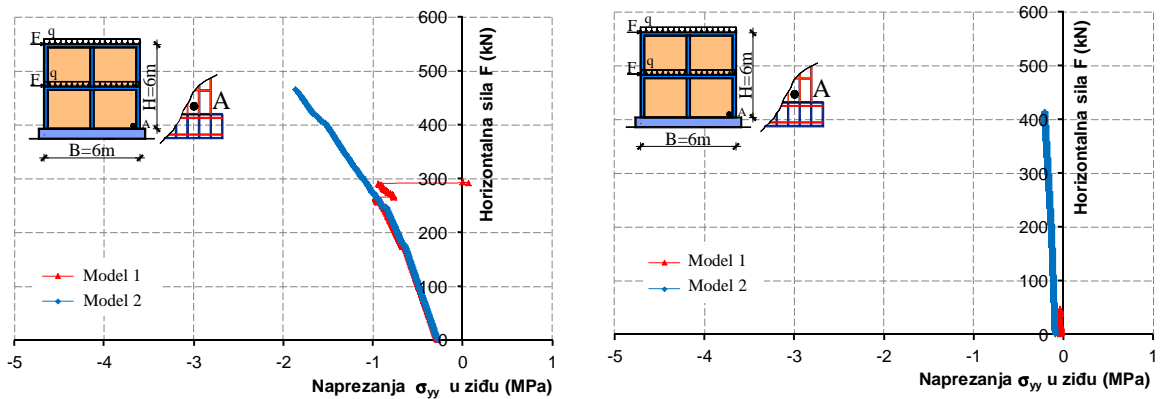 600
500
400
300
200
100
0
Horizontalna sila F (kN)
q
F
q
F
H=6m
A
B=6m
A
Model 1
Model 2
-5 -4 -3 -2 -1 0 1
Naprezanja σyy u ziđu (MPa)
600
500
400
300
200
100
0
Horizontalna sila F (kN)
q
F
q
F
H=6m
A
B=6m
A
Model 1
Model 2
-5 -4 -3 -2 -1 0 1
Naprezanja σyy u ziđu (MPa)